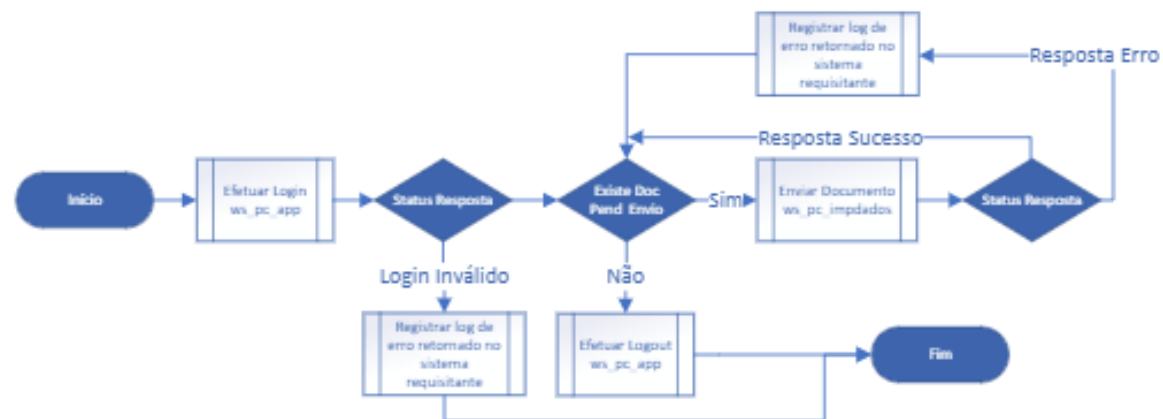 Registrar log de
erro retornado no
sistema
requisitante
Resposta Erro
Resposta Sucesso
Início
Efetuar Login
ws_pc_app
Status Resposta
Existe Doc
Pend Envio
Sim
Enviar Documento
ws_pc_impdados
Status Resposta
Login Inválido
Não
Registrar log de
erro retornado no
sistema
requisitante
Efetuar Logout
ws_pc_app
Fim